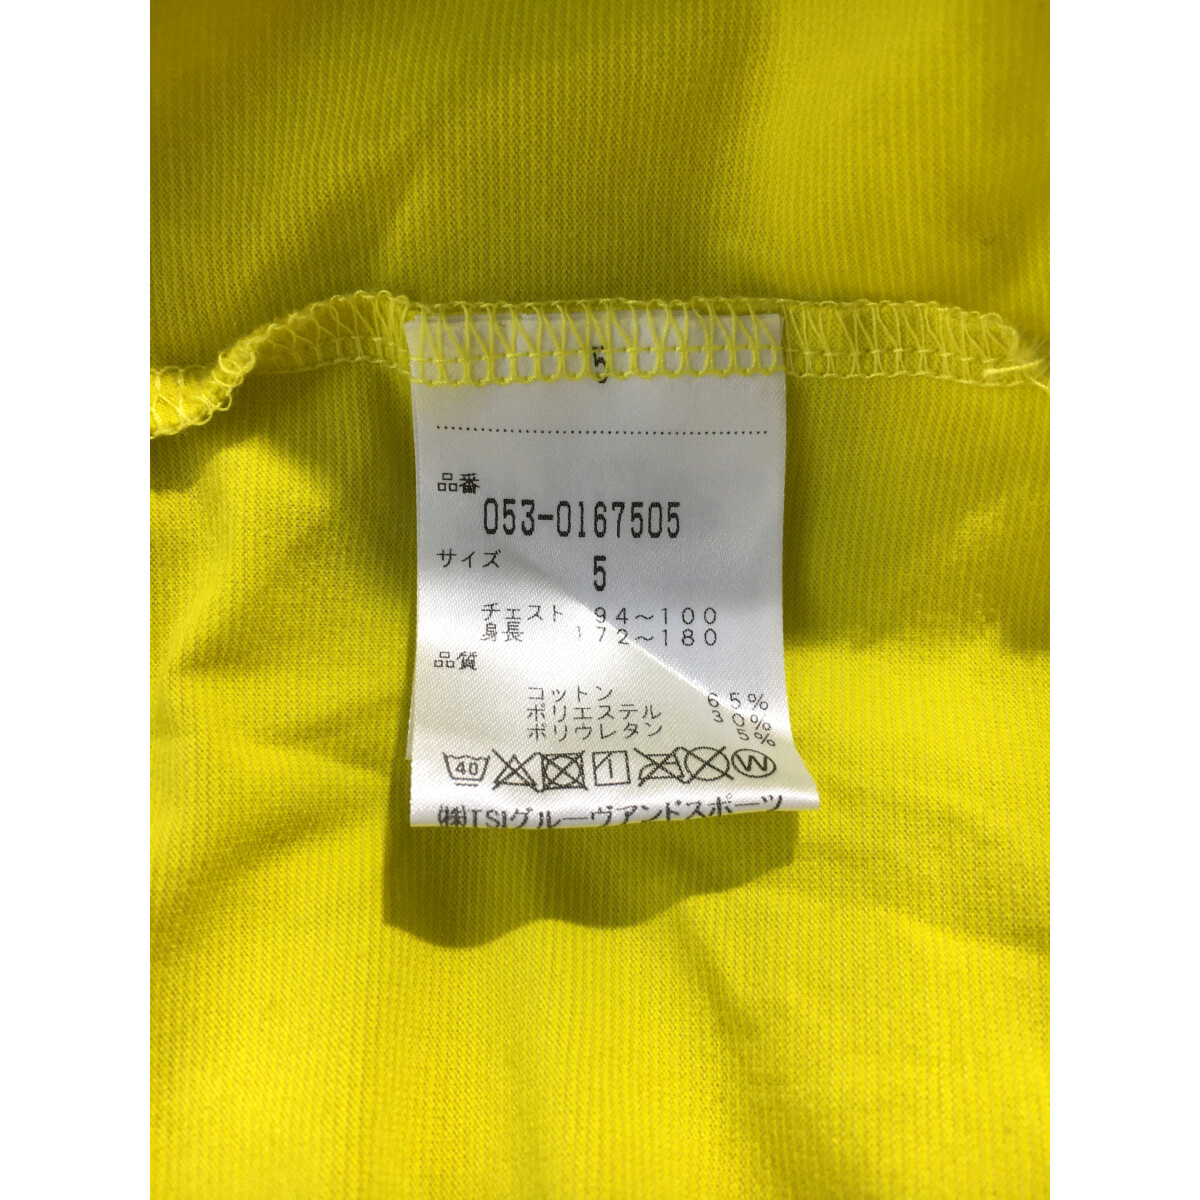 品番
053-0167505
サイズ 5
チェスト 94～100
身長 172～180
品質
コットン 65%
ポリエステル 30%
ポリウレタン 5%
40 W
㈱TSIグルーヴアンドスポーツ